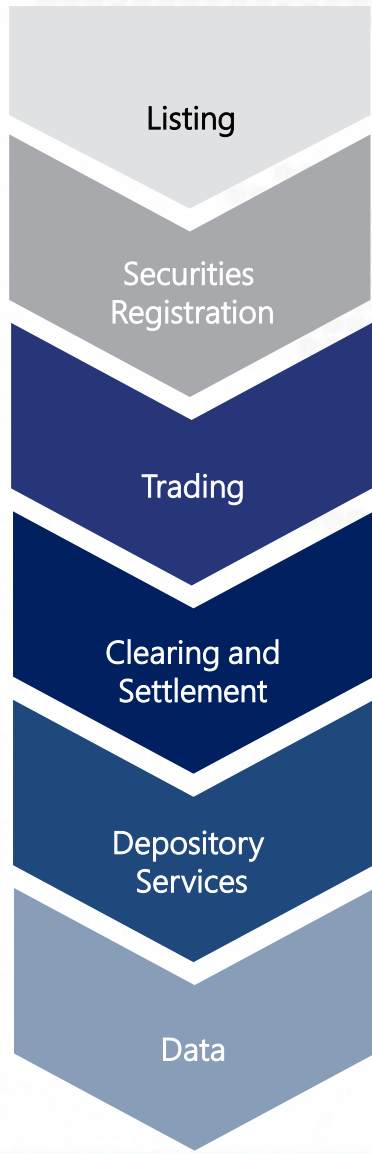 Listing
Securities
Registration
Trading
Clearing and
Settlement
Depository
Services
Data